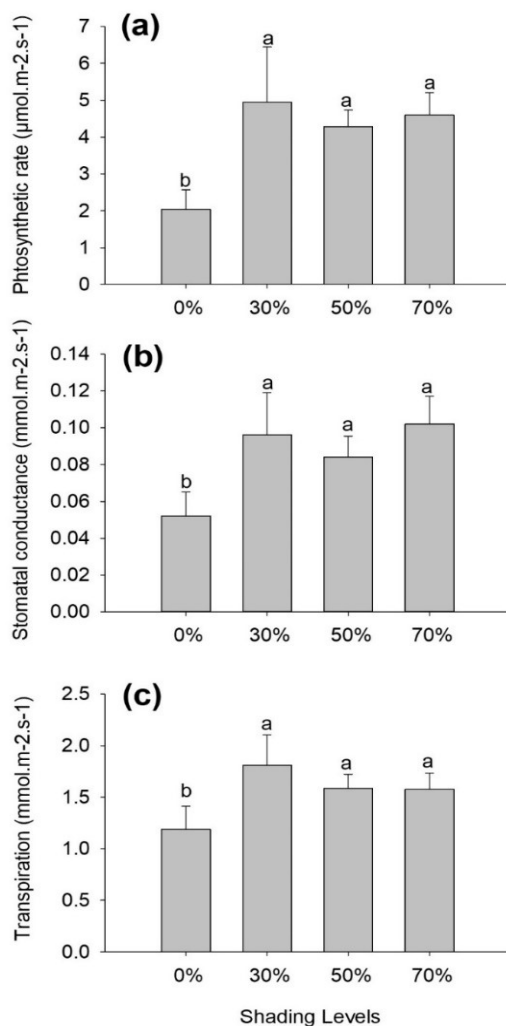 (a)
Phtosynthetic rate (µmol.m-2.s-1)
7
6
5
4
3
2
1
0
b
a
a
a
0% 30% 50% 70%
(b)
Stomatal conductance (mmol.m-2.s-1)
0.14
0.12
0.10
0.08
0.06
0.04
0.02
0.00
b
a
a
a
0% 30% 50% 70%
(c)
Transpiration (mmol.m-2.s-1)
2.5
2.0
1.5
1.0
0.5
0.0
b
a
a
a
0% 30% 50% 70%
Shading Levels